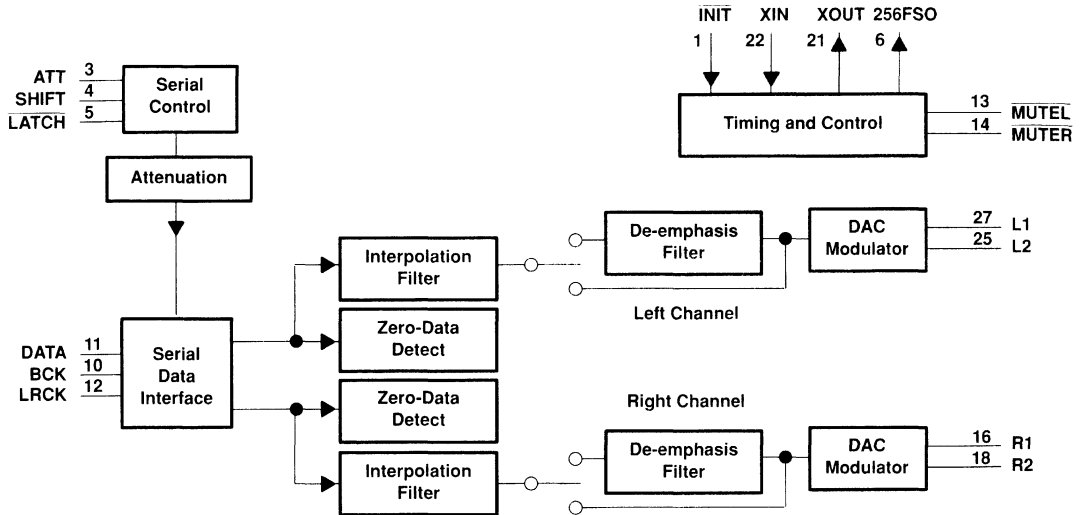 INIT XIN XOUT 256FSO
1 22 21 6
ATT 3
SHIFT 4
LATCH 5
Serial
Control
Timing and Control
13 MUTEL
14 MUTER
Attenuation
Interpolation
Filter
De-emphasis
Filter
DAC
Modulator
27 L1
25 L2
Left Channel
Zero-Data
Detect
DATA 11
BCK 10
LRCK 12
Serial
Data
Interface
Zero-Data
Detect
Right Channel
Interpolation
Filter
De-emphasis
Filter
DAC
Modulator
16 R1
18 R2